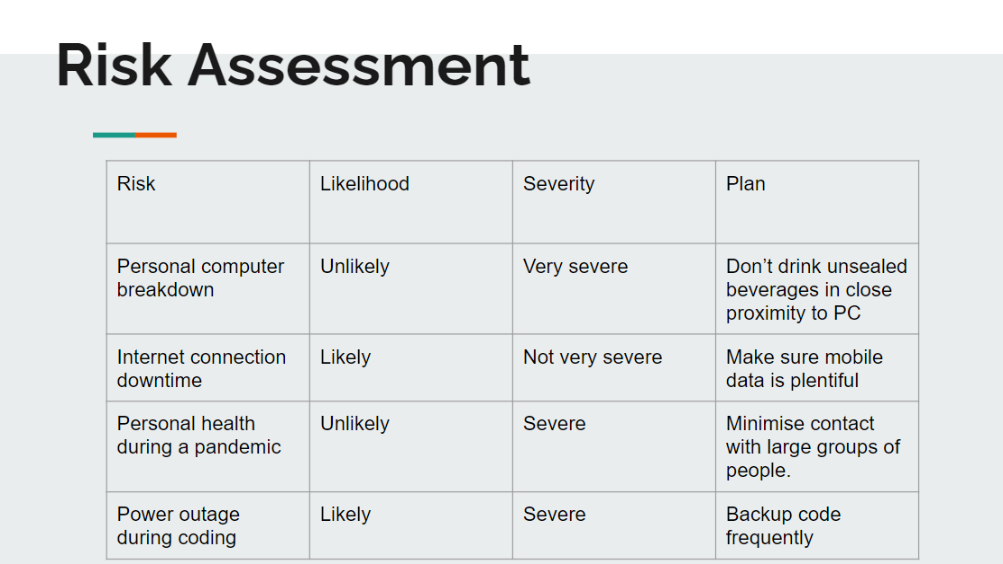 Risk Assessment
Risk Likelihood Severity Plan
Personal computer breakdown Unlikely Very severe Don’t drink unsealed beverages in close proximity to PC
Internet connection downtime Likely Not very severe Make sure mobile data is plentiful
Personal health during a pandemic Unlikely Severe Minimise contact with large groups of people.
Power outage during coding Likely Severe Backup code frequently